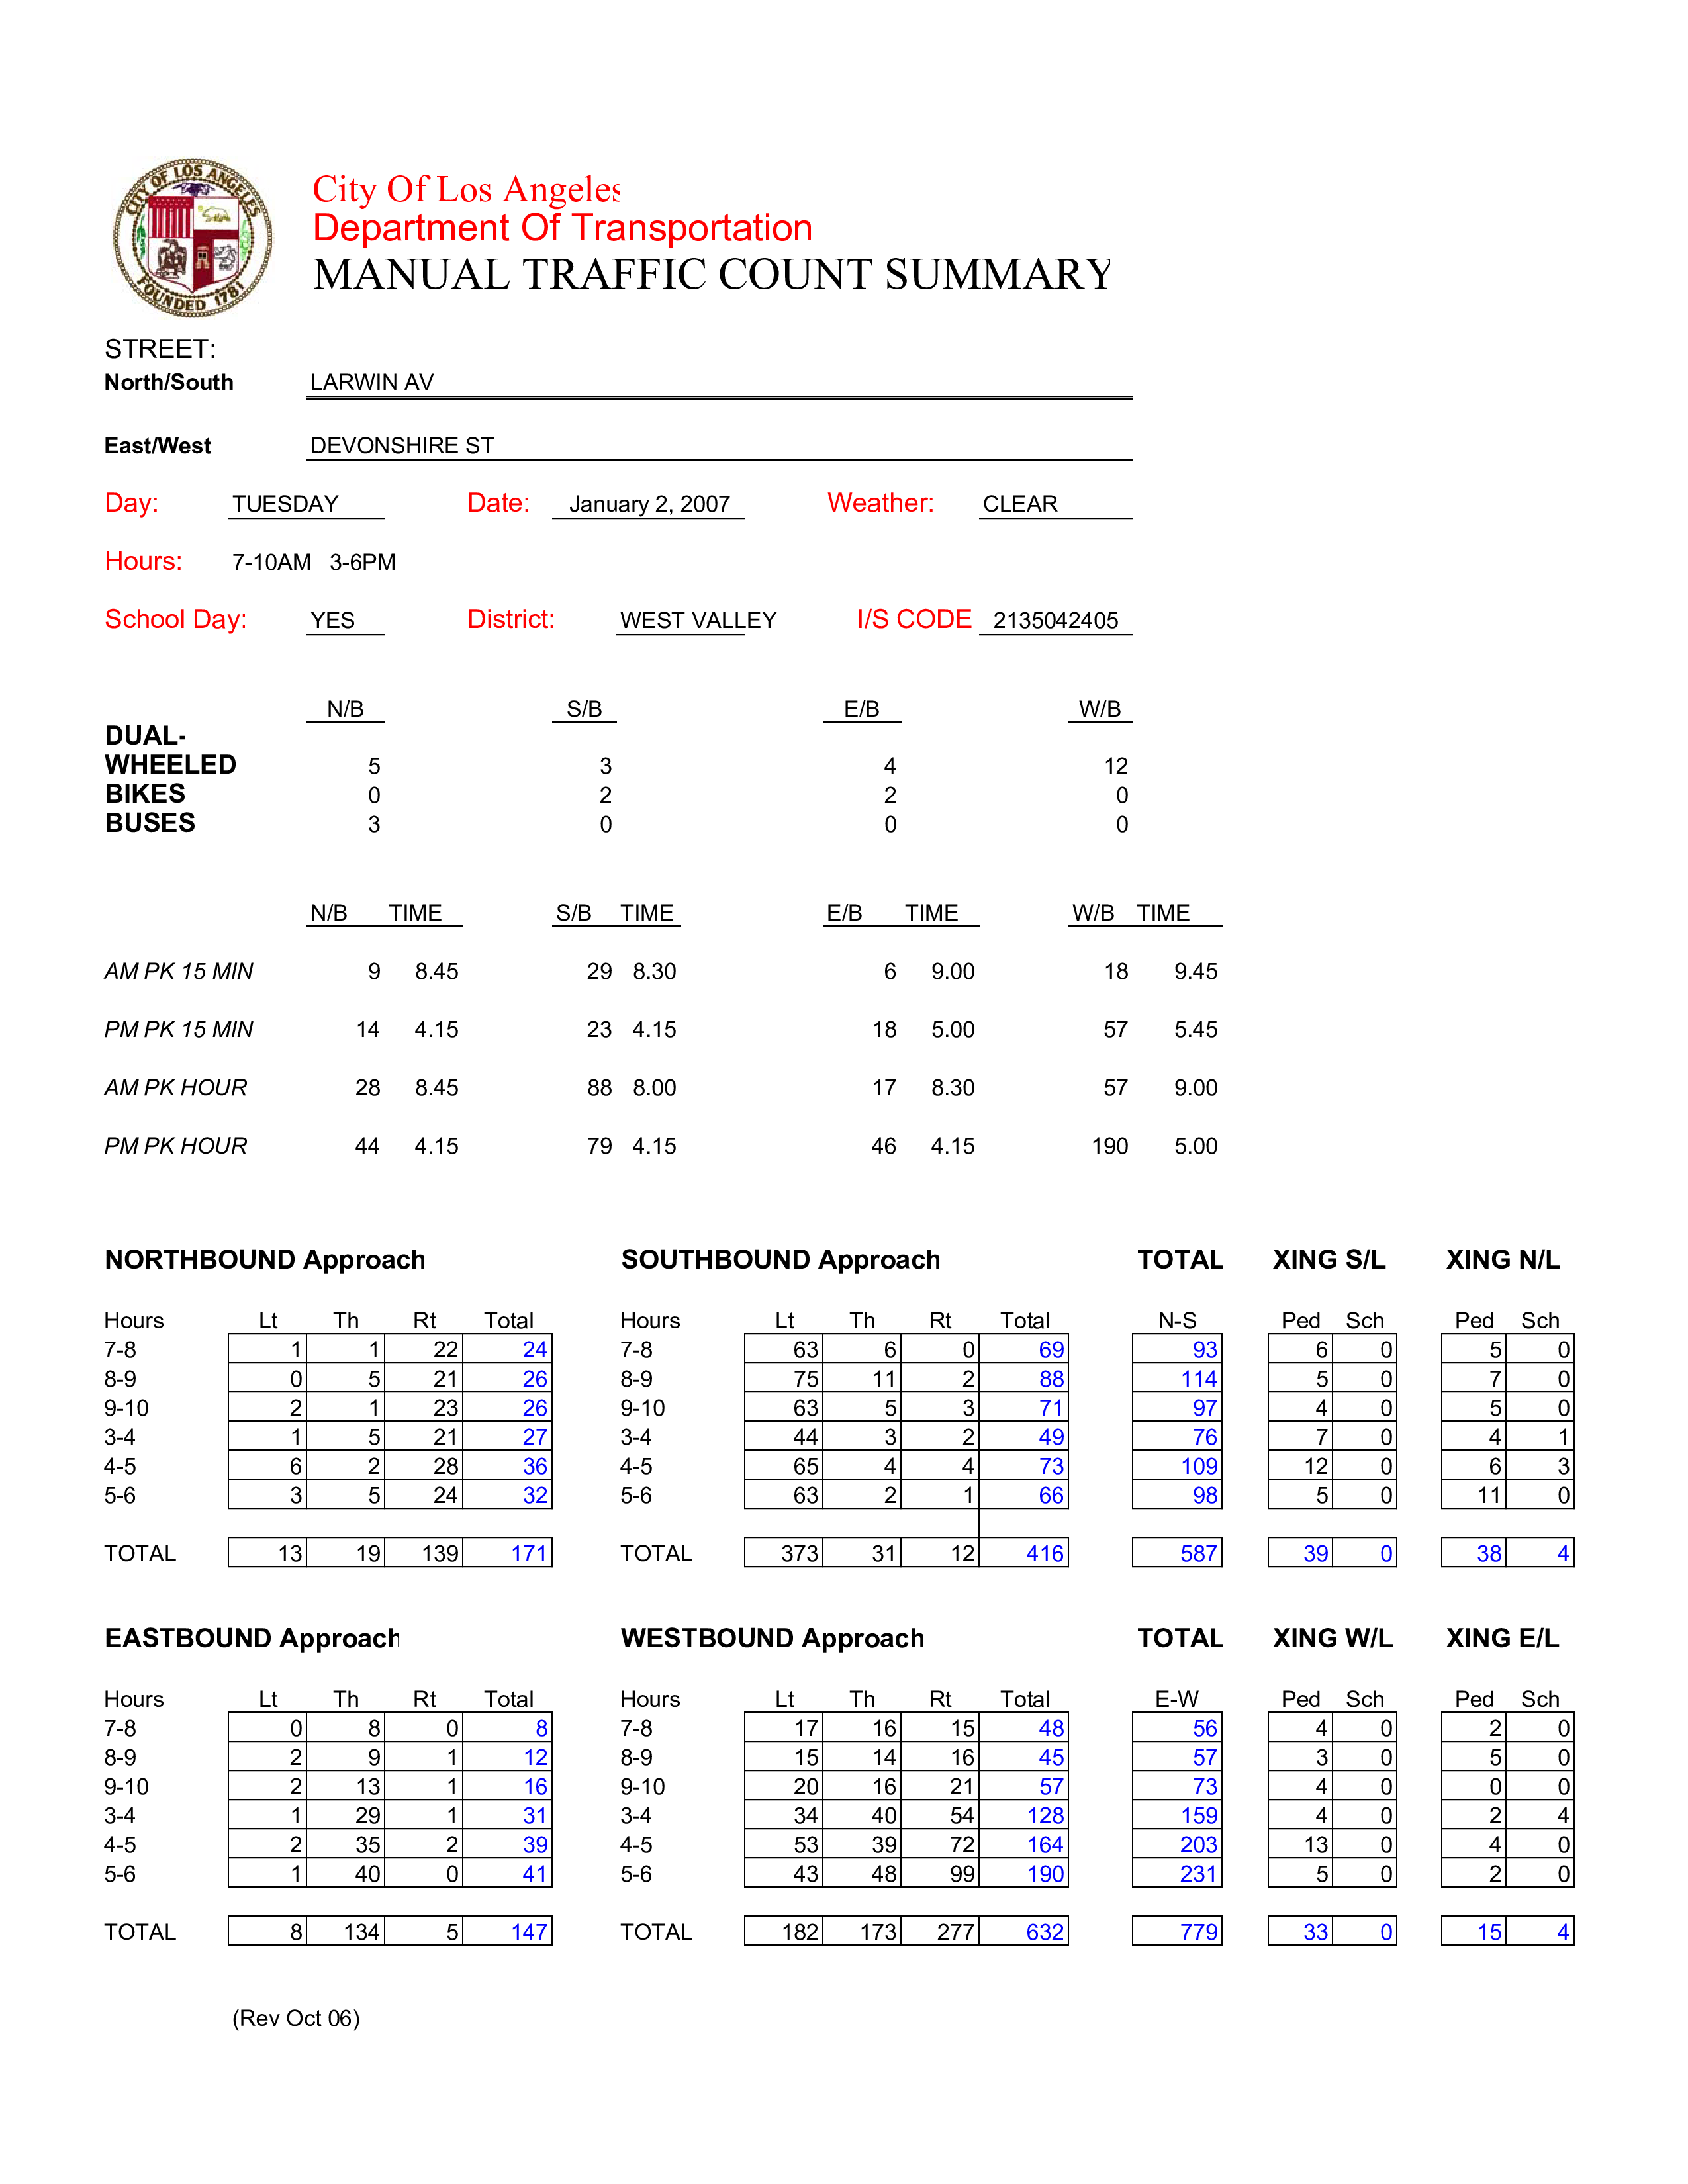 CITY OF LOS ANGELES
FOUNDED 1781
City Of Los Angeles
Department Of Transportation
MANUAL TRAFFIC COUNT SUMMARY
STREET:
North/South LARWIN AV
East/West DEVONSHIRE ST
Day: TUESDAY Date: January 2, 2007 Weather: CLEAR
Hours: 7-10AM 3-6PM
School Day: YES District: WEST VALLEY I/S CODE 2135042405
N/B S/B E/B W/B
DUAL-
WHEELED 5 3 4 12
BIKES 0 2 2 0
BUSES 3 0 0 0
N/B TIME S/B TIME E/B TIME W/B TIME
AM PK 15 MIN 9 8.45 29 8.30 6 9.00 18 9.45
PM PK 15 MIN 14 4.15 23 4.15 18 5.00 57 5.45
AM PK HOUR 28 8.45 88 8.00 17 8.30 57 9.00
PM PK HOUR 44 4.15 79 4.15 46 4.15 190 5.00
NORTHBOUND Approach SOUTHBOUND Approach TOTAL XING S/L XING N/L
Hours Lt Th Rt Total Hours Lt Th Rt Total N-S Ped Sch Ped Sch
7-8 1 1 22 24 7-8 63 6 0 69 93 6 0 5 0
8-9 0 5 21 26 8-9 75 11 2 88 114 5 0 7 0
9-10 2 1 23 26 9-10 63 5 3 71 97 4 0 5 0
3-4 1 5 21 27 3-4 44 3 2 49 76 7 0 4 1
4-5 6 2 28 36 4-5 65 4 4 73 109 12 0 6 3
5-6 3 5 24 32 5-6 63 2 1 66 98 5 0 11 0
TOTAL 13 19 139 171 TOTAL 373 31 12 416 587 39 0 38 4
EASTBOUND Approach WESTBOUND Approach TOTAL XING W/L XING E/L
Hours Lt Th Rt Total Hours Lt Th Rt Total E-W Ped Sch Ped Sch
7-8 0 8 0 8 7-8 17 16 15 48 56 4 0 2 0
8-9 2 9 1 12 8-9 15 14 16 45 57 3 0 5 0
9-10 2 13 1 16 9-10 20 16 21 57 73 4 0 0 0
3-4 1 29 1 31 3-4 34 40 54 128 159 4 0 2 4
4-5 2 35 2 39 4-5 53 39 72 164 203 13 0 4 0
5-6 1 40 0 41 5-6 43 48 99 190 231 5 0 2 0
TOTAL 8 134 5 147 TOTAL 182 173 277 632 779 33 0 15 4
(Rev Oct 06)